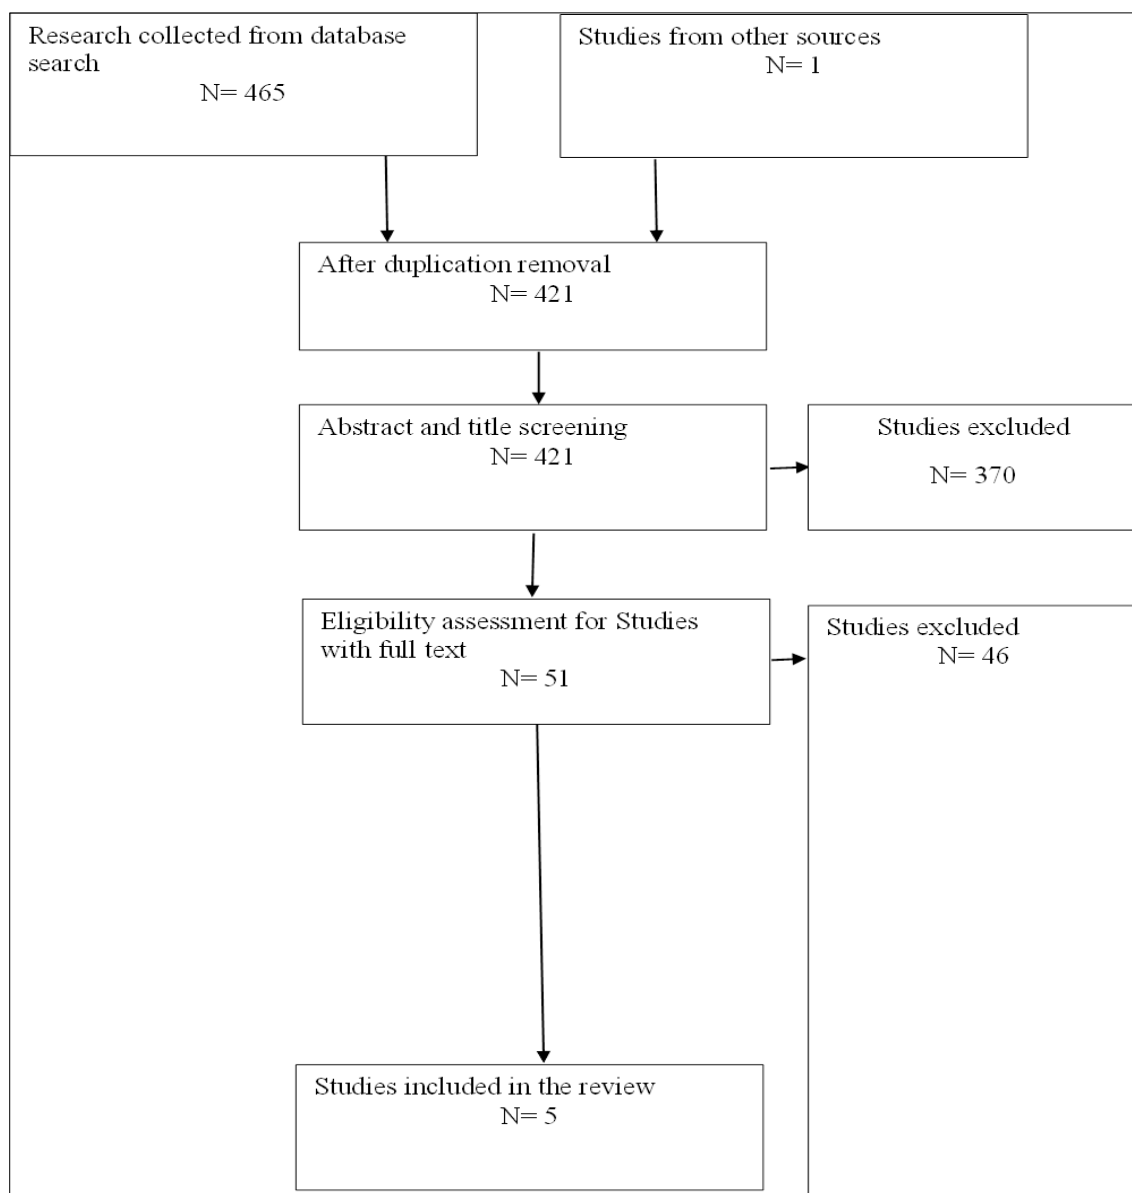 Research collected from database
search
N= 465
Studies from other sources
N= 1
After duplication removal
N= 421
Abstract and title screening
N= 421
Studies excluded
N= 370
Eligibility assessment for Studies
with full text
N= 51
Studies excluded
N= 46
Studies included in the review
N= 5